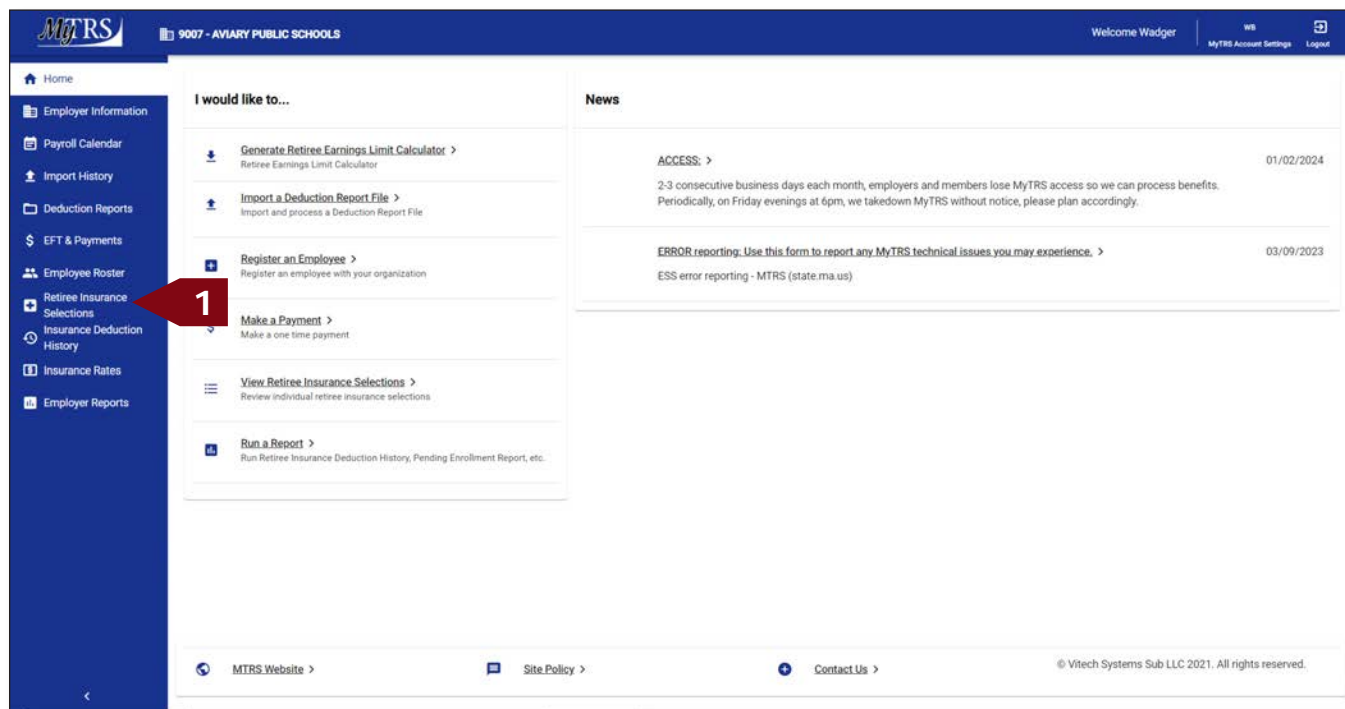 MyTRS
9007 - AVIARY PUBLIC SCHOOLS
Welcome Wadger
WB
MyTRS Account Settings
Logout
Home
Employer Information
Payroll Calendar
Import History
Deduction Reports
EFT & Payments
Employee Roster
Retiree Insurance
Selections
Insurance Deduction
History
Insurance Rates
Employer Reports
1
I would like to...
Generate Retiree Earnings Limit Calculator >
Retiree Earnings Limit Calculator
Import a Deduction Report File >
Import and process a Deduction Report File
Register an Employee >
Register an employee with your organization
Make a Payment >
Make a one time payment
View Retiree Insurance Selections >
Review individual retiree insurance selections
Run a Report >
Run Retiree Insurance Deduction History, Pending Enrollment Report, etc.
News
ACCESS: >
01/02/2024
2-3 consecutive business days each month, employers and members lose MyTRS access so we can process benefits.
Periodically, on Friday evenings at 6pm, we takedown MyTRS without notice, please plan accordingly.
ERROR reporting: Use this form to report any MyTRS technical issues you may experience. >
03/09/2023
ESS error reporting - MTRS (state.ma.us)
MTRS Website >
Site Policy >
Contact Us >
© Vitech Systems Sub LLC 2021. All rights reserved.